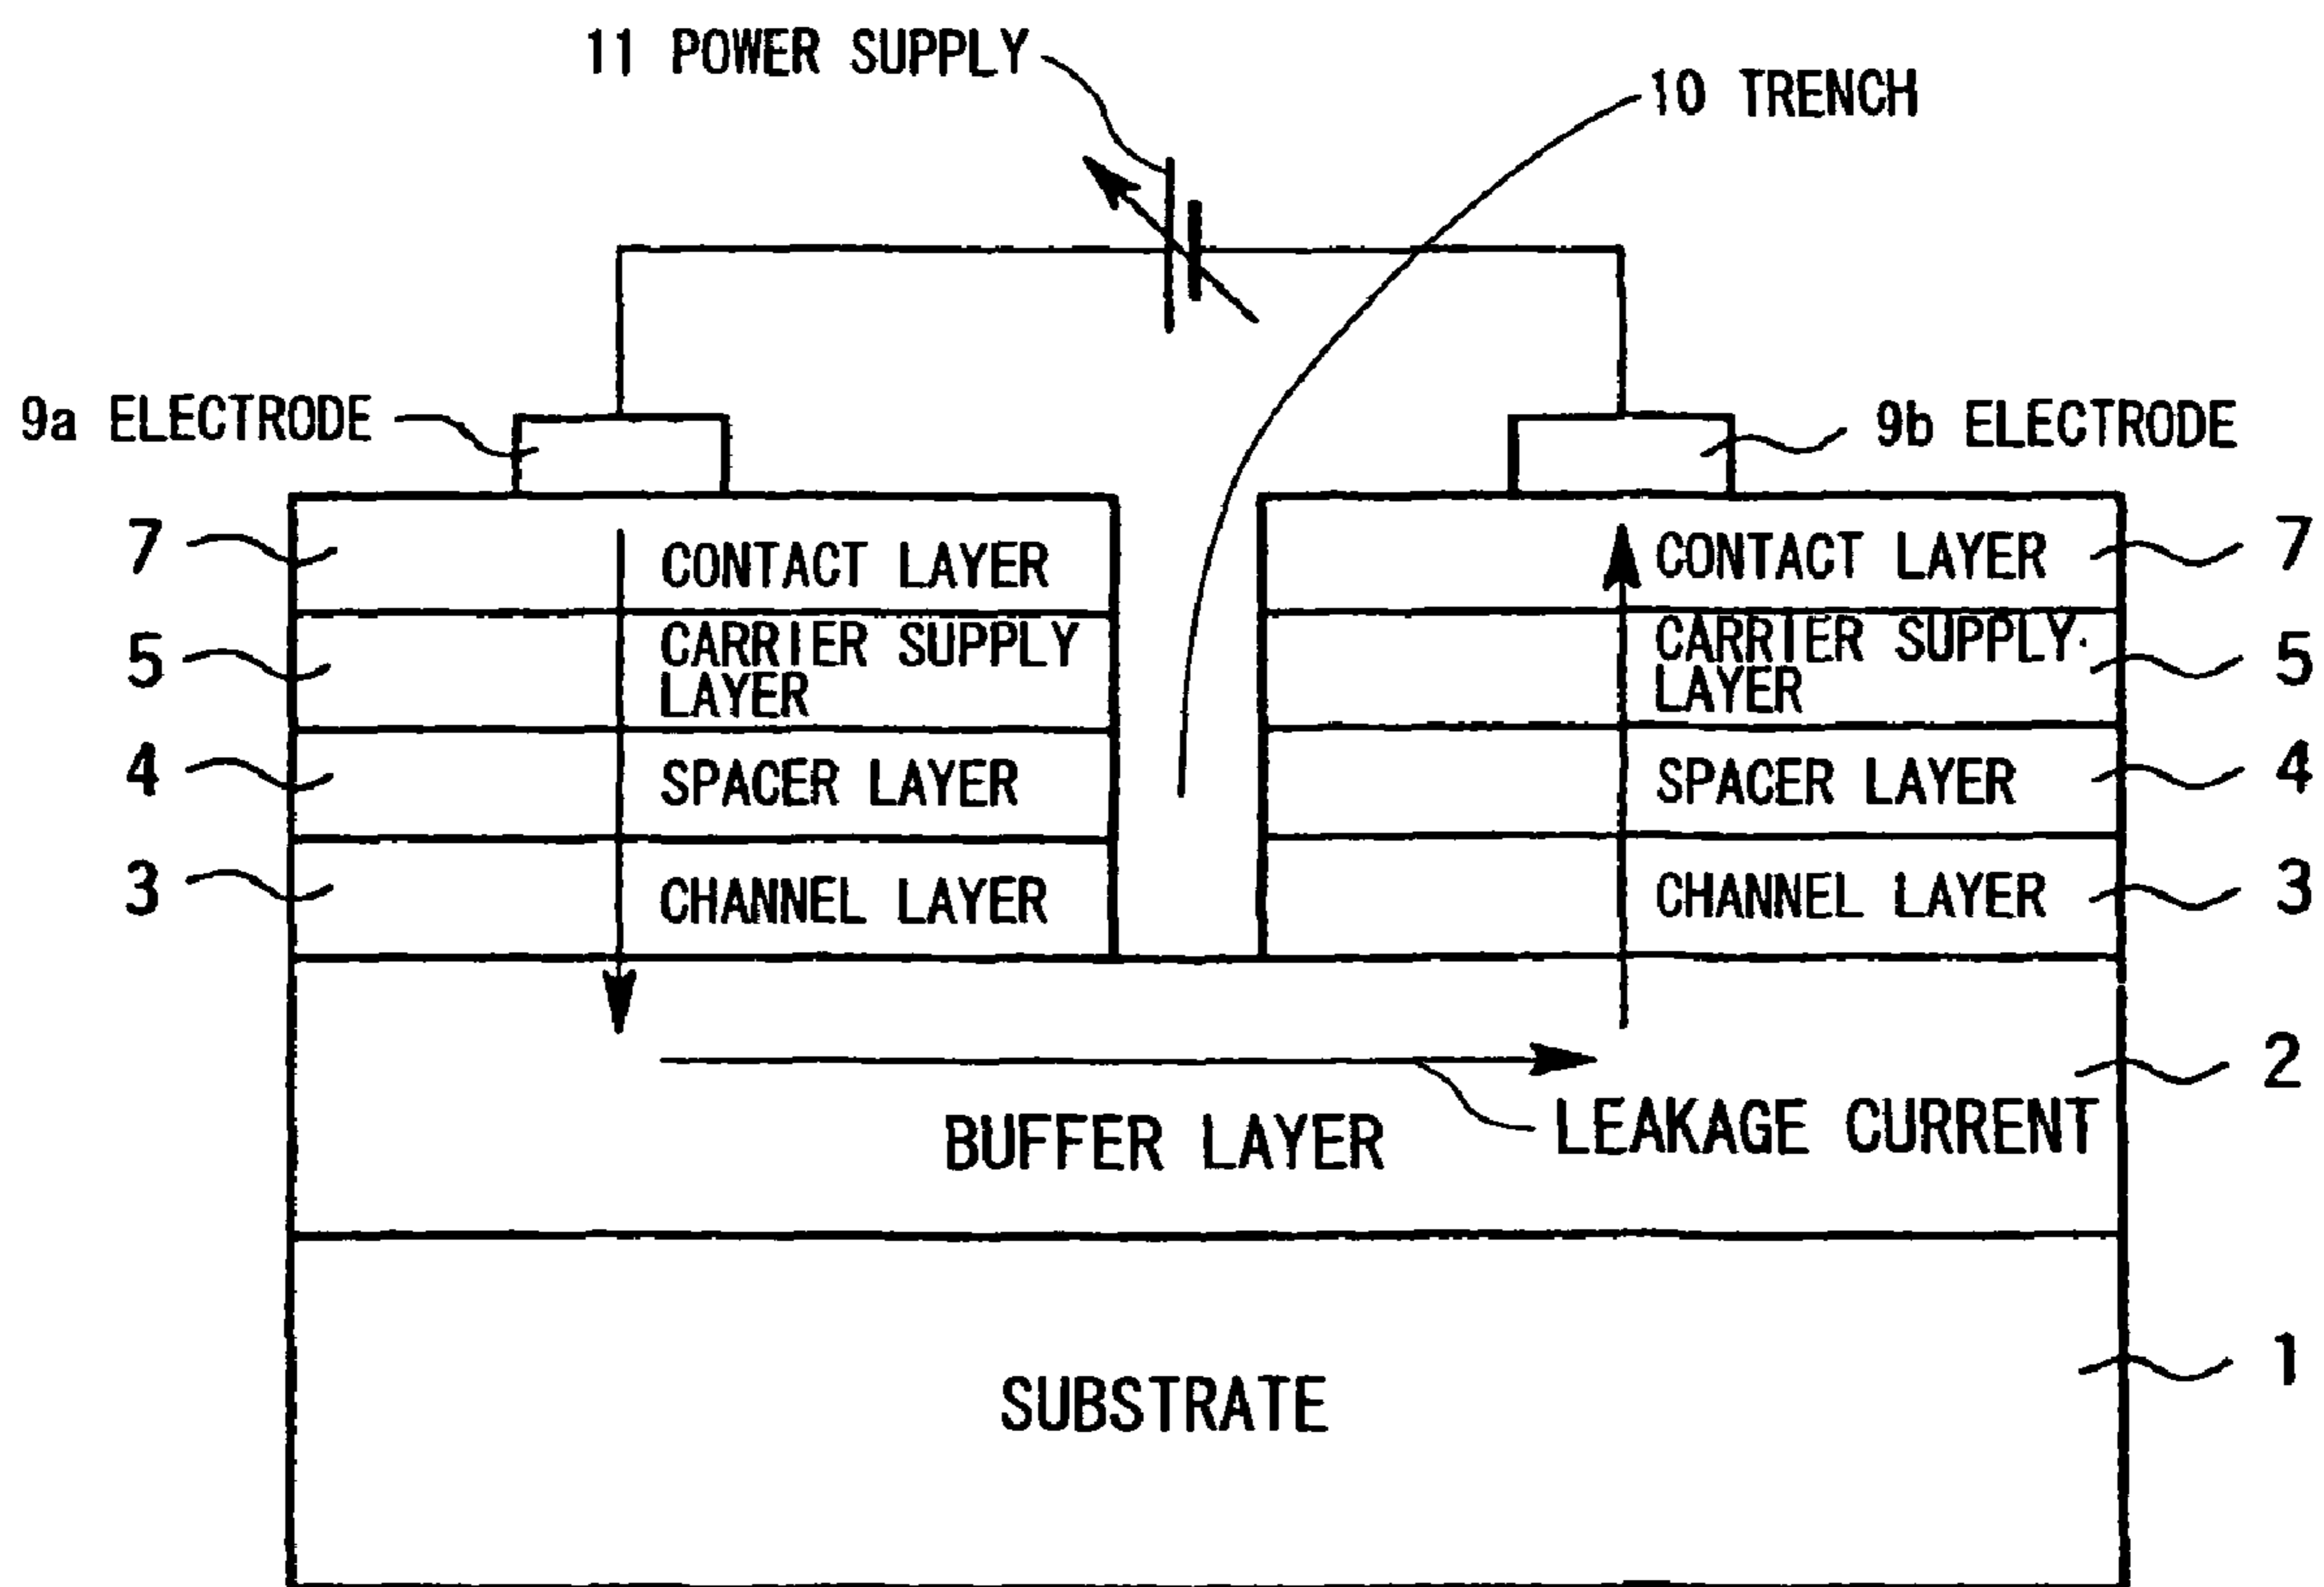 11 POWER SUPPLY
10 TRENCH
9a ELECTRODE
9b ELECTRODE
7
CONTACT LAYER
CONTACT LAYER
7
5
CARRIER SUPPLY
LAYER
CARRIER SUPPLY
LAYER
5
4
SPACER LAYER
SPACER LAYER
4
3
CHANNEL LAYER
CHANNEL LAYER
3
2
BUFFER LAYER
LEAKAGE CURRENT
SUBSTRATE
1